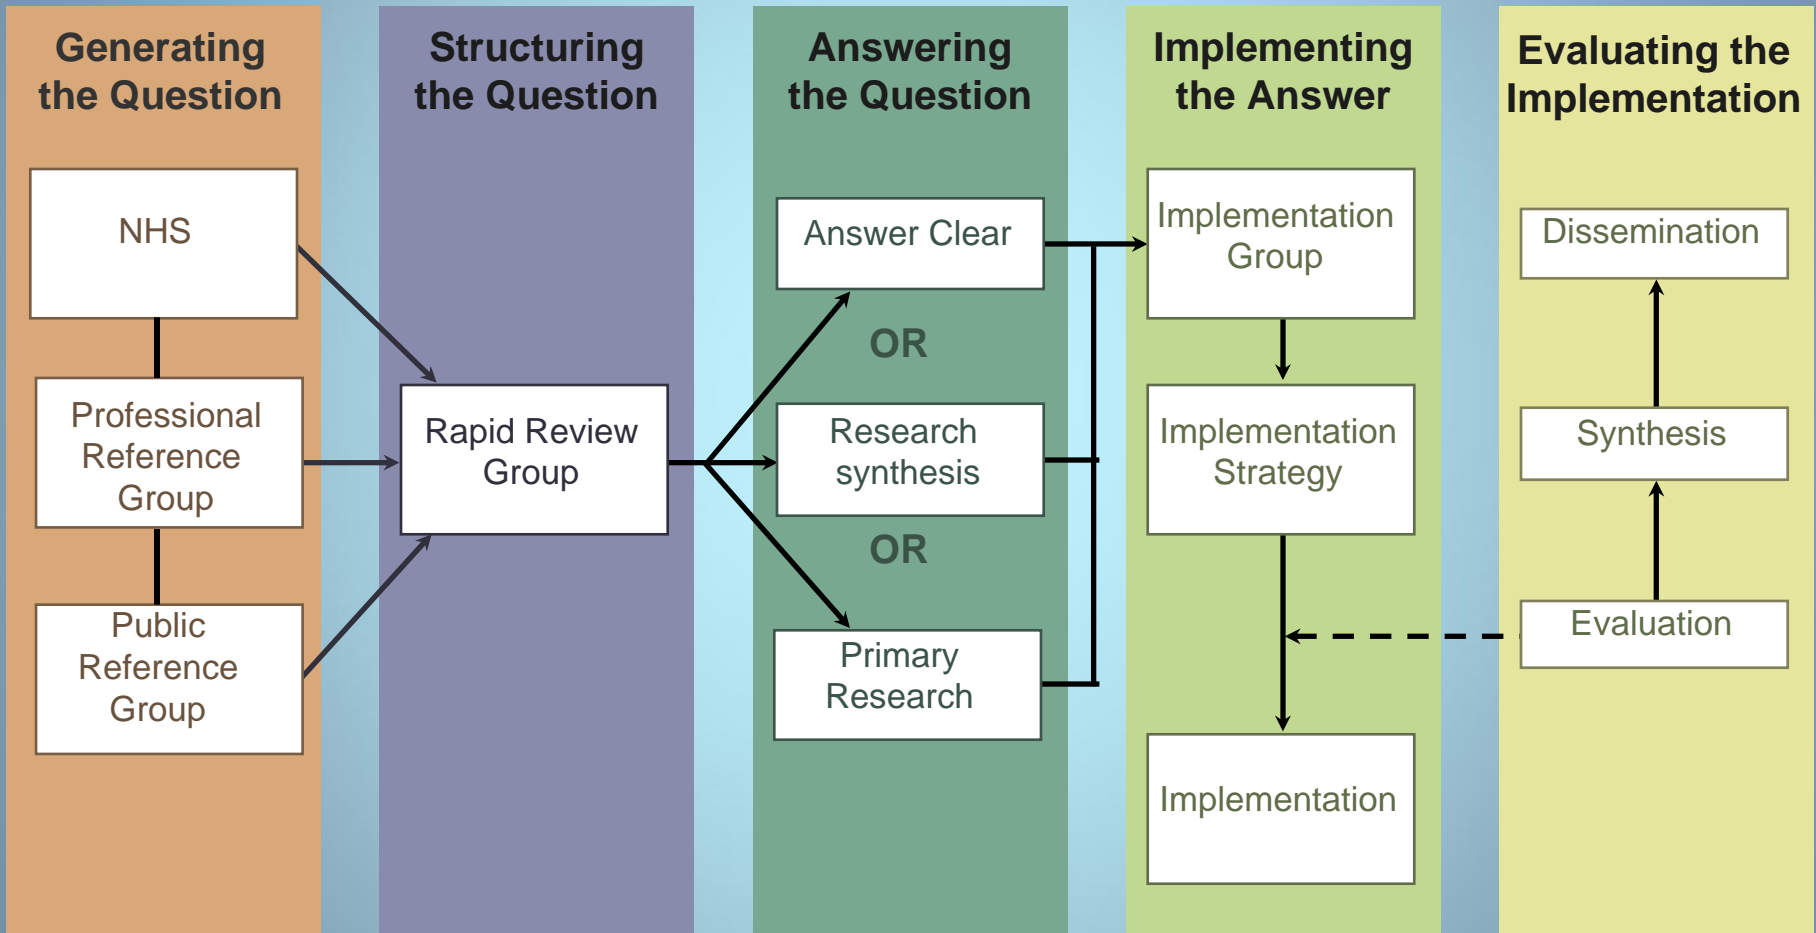 Generating
the Question
NHS
Professional
Reference
Group
Public
Reference
Group
Structuring
the Question
Rapid Review
Group
Answering
the Question
Answer Clear
OR
Research
synthesis
OR
Primary
Research
Implementing
the Answer
Implementation
Group
Implementation
Strategy
Implementation
Evaluating the
Implementation
Dissemination
Synthesis
Evaluation